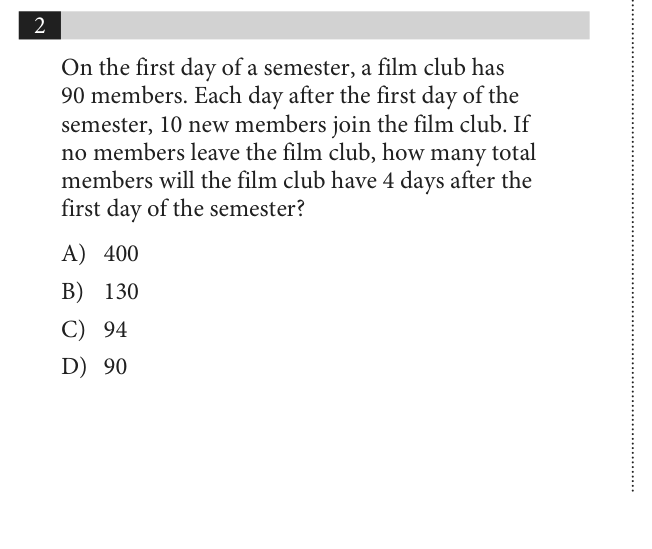 2
On the first day of a semester, a film club has
90 members. Each day after the first day of the
semester, 10 new members join the film club. If
no members leave the film club, how many total
members will the film club have 4 days after the
first day of the semester?
A) 400
B) 130
C) 94
D) 90